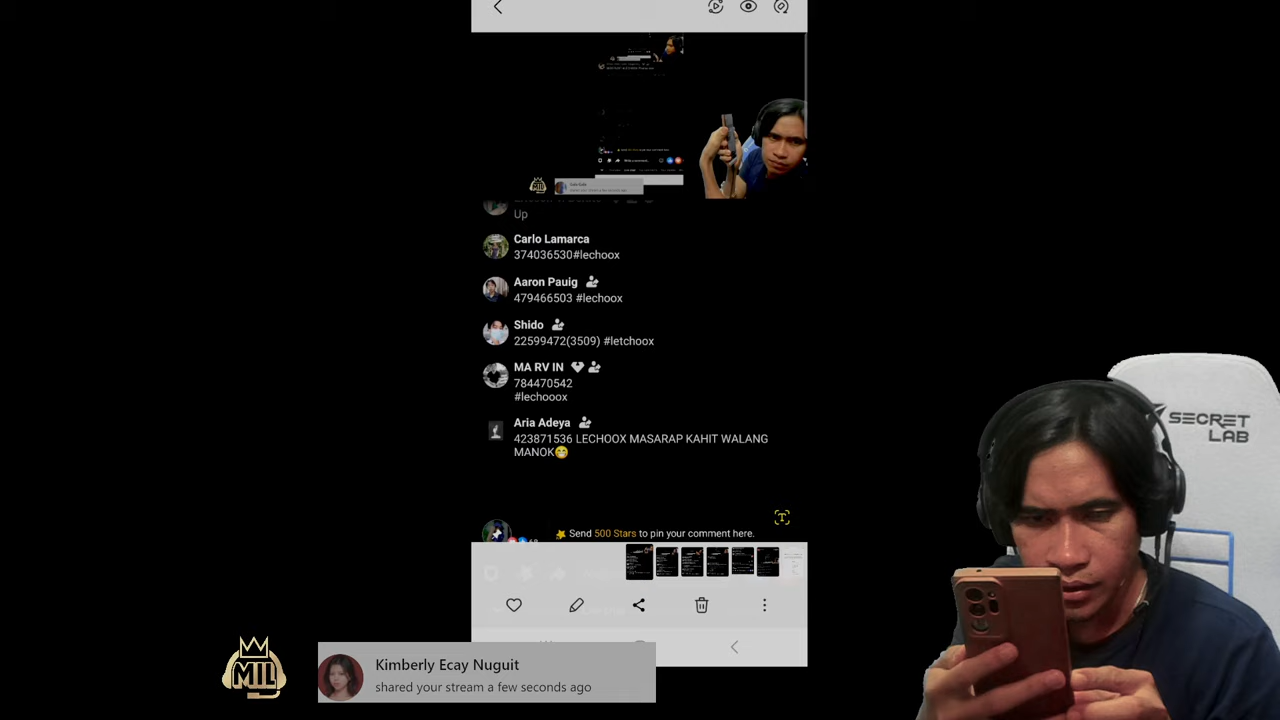 Up
Carlo Lamarca
374036530#lechoox
Aaron Pauig
479466503 #lechoox
Shido
22599472(3509) #letchoox
MA RV IN
784470542
#lechooox
Aria Adeya
423871536 LECHOOX MASARAP KAHIT WALANG
MANOK😁
T
Send 500 Stars to pin your comment here.
SECRET
LAB
MTL
Kimberly Ecay Nuguit
shared your stream a few seconds ago